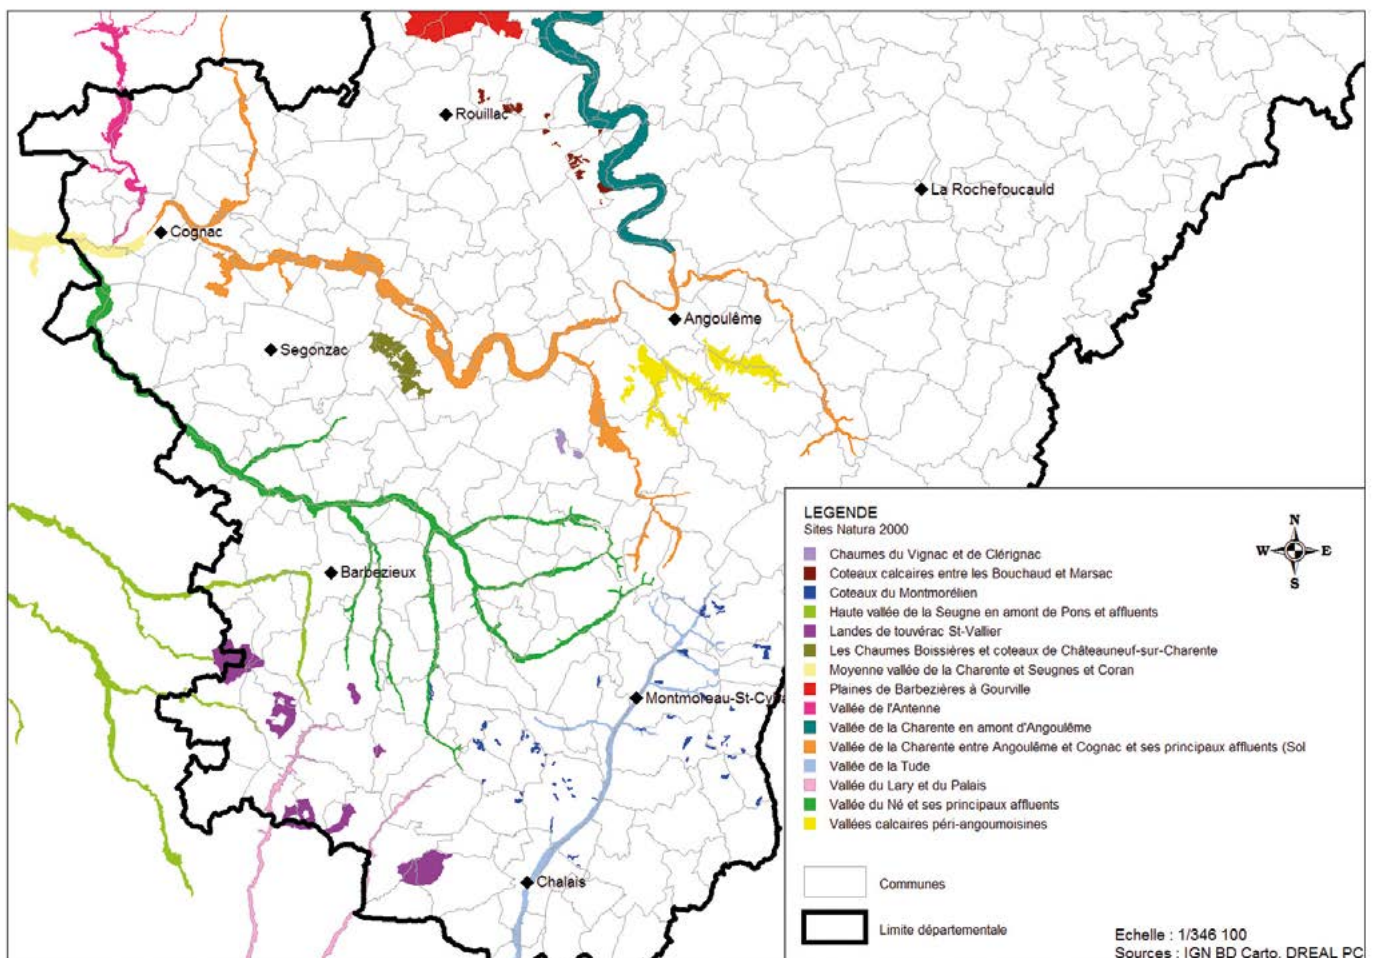 Rouillac
La Rochefoucauld
Cognac
Angoulême
Segonzac
Barbezieux
Montmoreau-St-Cyba
Chalais
LEGENDE
Sites Natura 2000
Chaumes du Vignac et de Clérignac
Coteaux calcaires entre les Bouchaud et Marsac
Coteaux du Montmorélien
Haute vallée de la Seugne en amont de Pons et affluents
Landes de touvérac St-Vallier
Les Chaumes Boissières et coteaux de Châteauneuf-sur-Charente
Moyenne vallée de la Charente et Seugnes et Coran
Plaines de Barbezières à Gourville
Vallée de l'Antenne
Vallée de la Charente en amont d'Angoulême
Vallée de la Charente entre Angoulême et Cognac et ses principaux affluents (Sol
Vallée de la Tude
Vallée du Lary et du Palais
Vallée du Né et ses principaux affluents
Vallées calcaires péri-angoumoisines
N
W E
S
Communes
Limite départementale
Echelle : 1/346 100
Sources : IGN BD Carto, DREAL PC